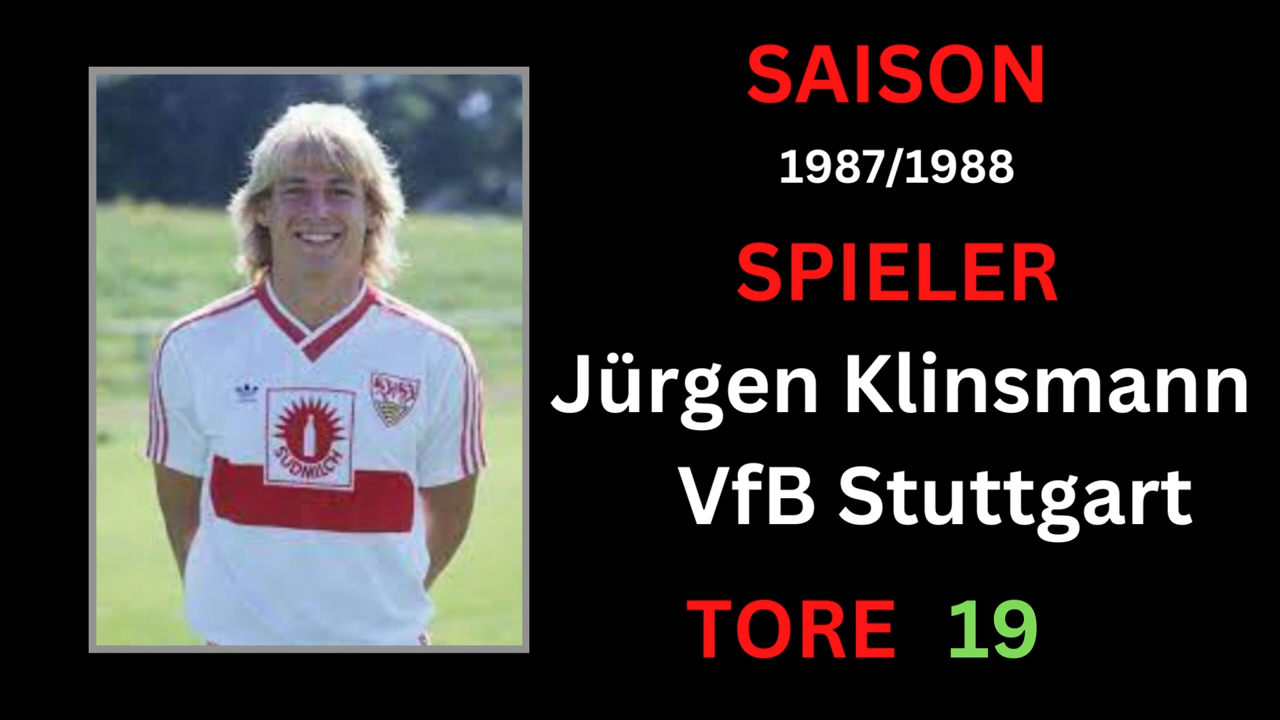 SAISON
1987/1988
SPIELER
Jürgen Klinsmann
VfB Stuttgart
TORE 19
SÜDMILCH